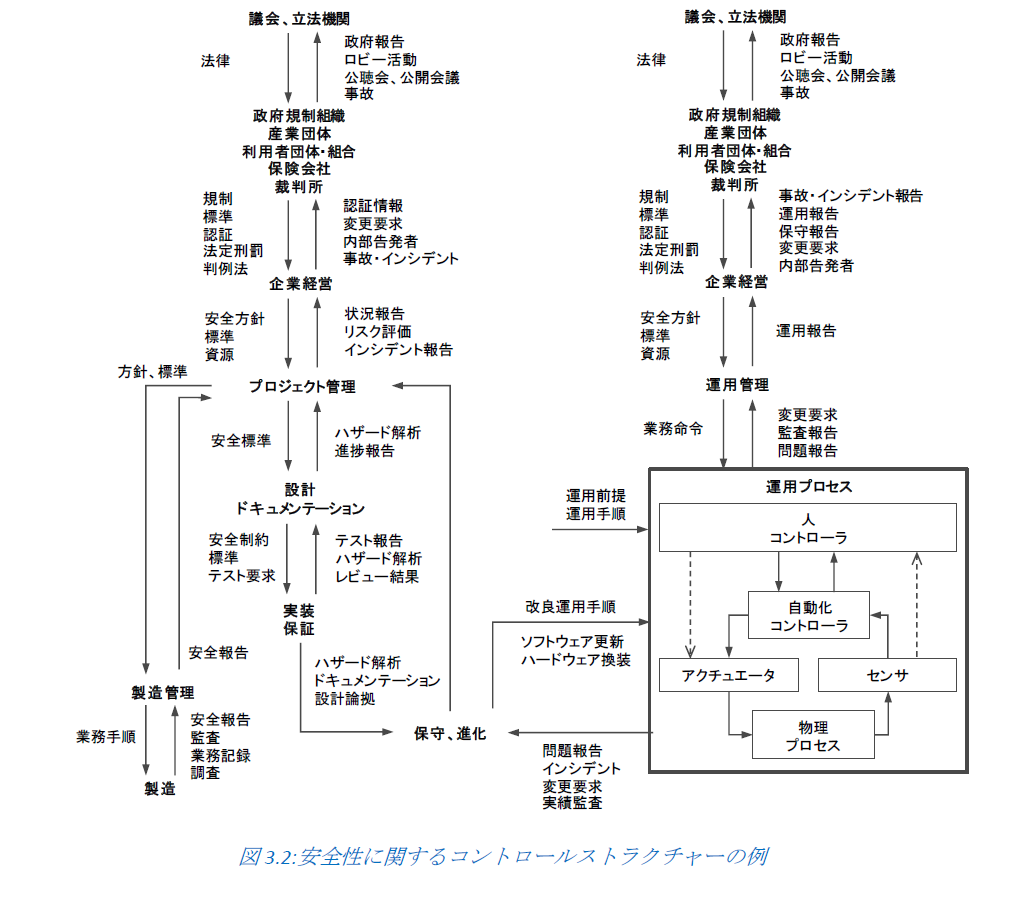 議会、立法機関
法律
政府報告
ロビー活動
公聴会、公開会議
事故
政府規制組織
産業団体
利用者団体・組合
保険会社
裁判所
規制
標準
認証
法定刑罰
判例法
認証情報
変更要求
内部告発者
事故・インシデント
企業経営
安全方針
標準
資源
状況報告
リスク評価
インシデント報告
方針、標準
プロジェクト管理
安全標準
ハザード解析
進捗報告
設計
ドキュメンテーション
安全制約
標準
テスト要求
テスト報告
ハザード解析
レビュー結果
実装
保証
安全報告
ハザード解析
ドキュメンテーション
設計論拠
製造管理
業務手順
安全報告
監査
業務記録
調査
製造
保守、進化
議会、立法機関
法律
政府報告
ロビー活動
公聴会、公開会議
事故
政府規制組織
産業団体
利用者団体・組合
保険会社
裁判所
規制
標準
認証
法定刑罰
判例法
事故・インシデント報告
運用報告
保守報告
変更要求
内部告発者
企業経営
安全方針
標準
資源
運用報告
運用管理
業務命令
変更要求
監査報告
問題報告
運用前提
運用手順
運用プロセス
人
コントローラ
自動化
コントローラ
アクチュエータ
センサ
物理
プロセス
改良運用手順
ソフトウェア更新
ハードウェア換装
問題報告
インシデント
変更要求
実績監査
図 3.2:安全性に関するコントロールストラクチャーの例